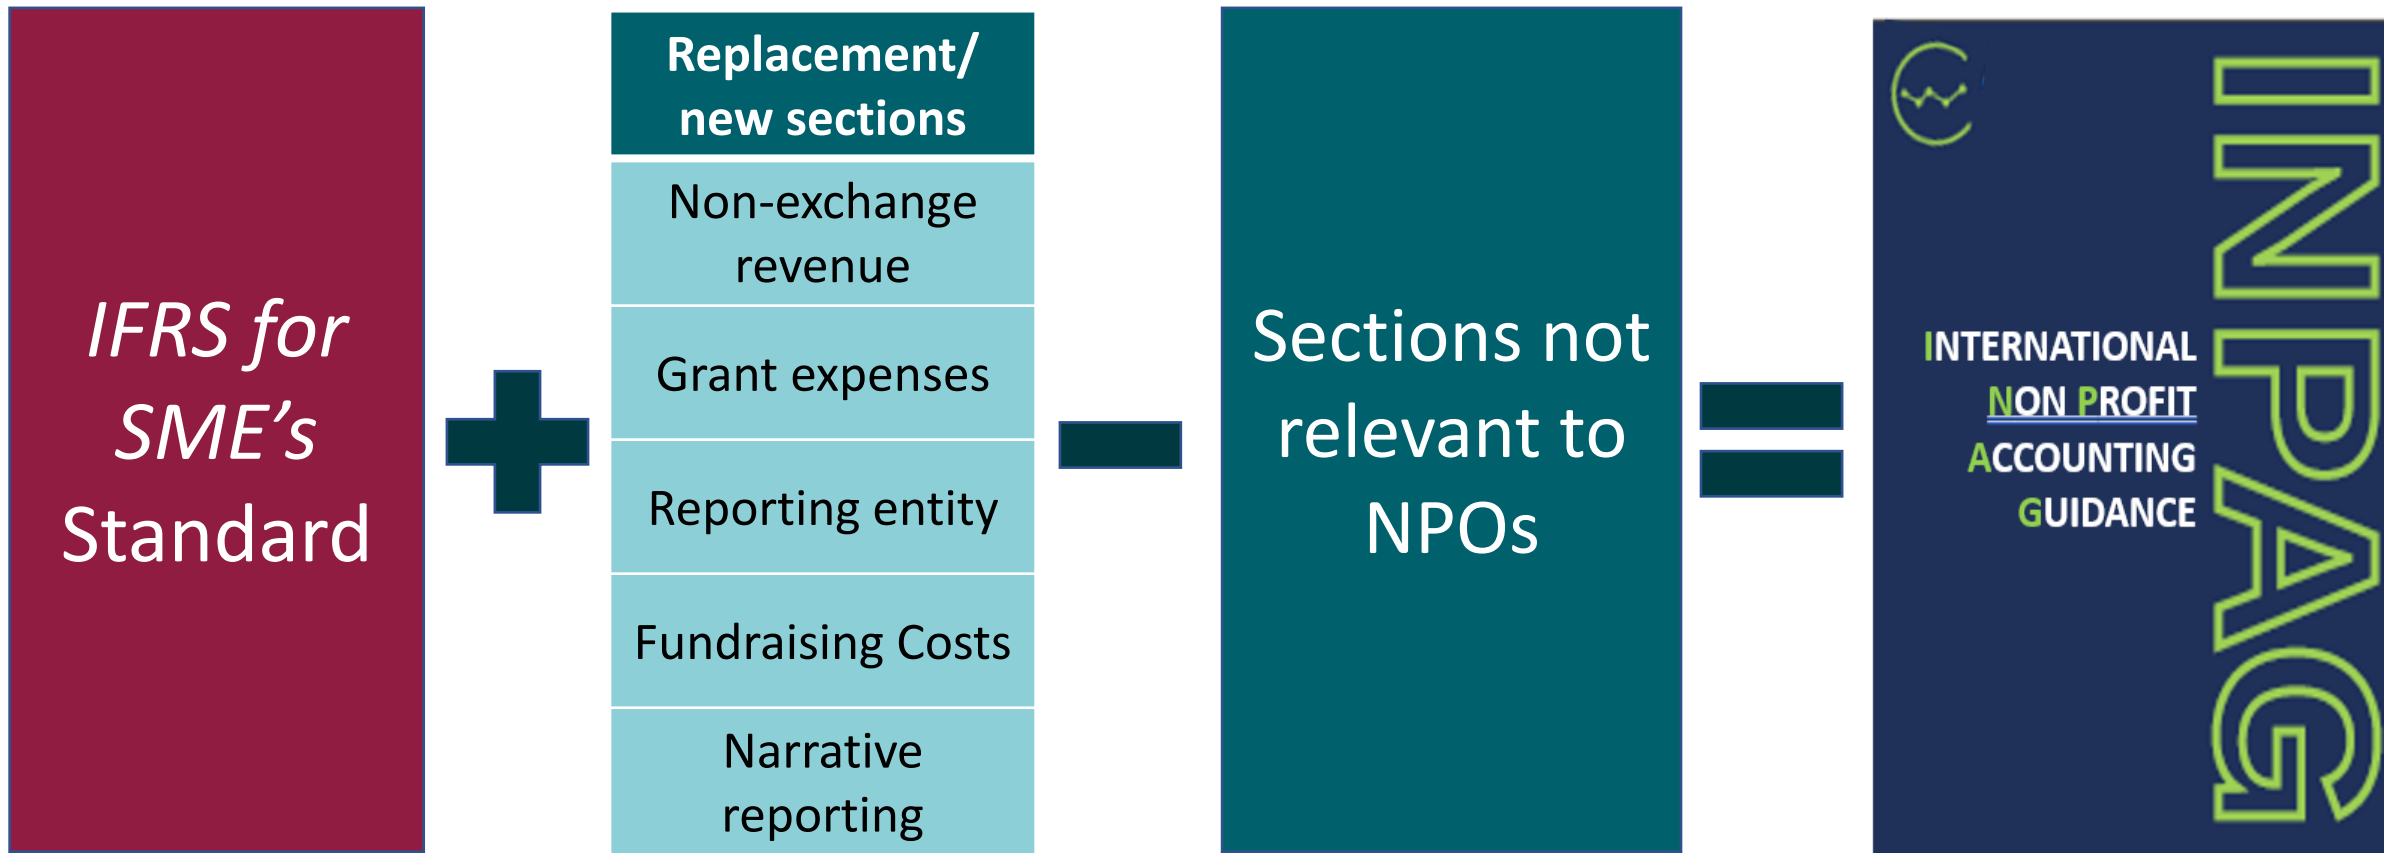 IFRS for
SME’s
Standard
Replacement/
new sections
Non-exchange
revenue
Grant expenses
Reporting entity
Fundraising Costs
Narrative
reporting
Sections not
relevant to
NPOs
INTERNATIONAL
NON PROFIT
ACCOUNTING
GUIDANCE
INPAG